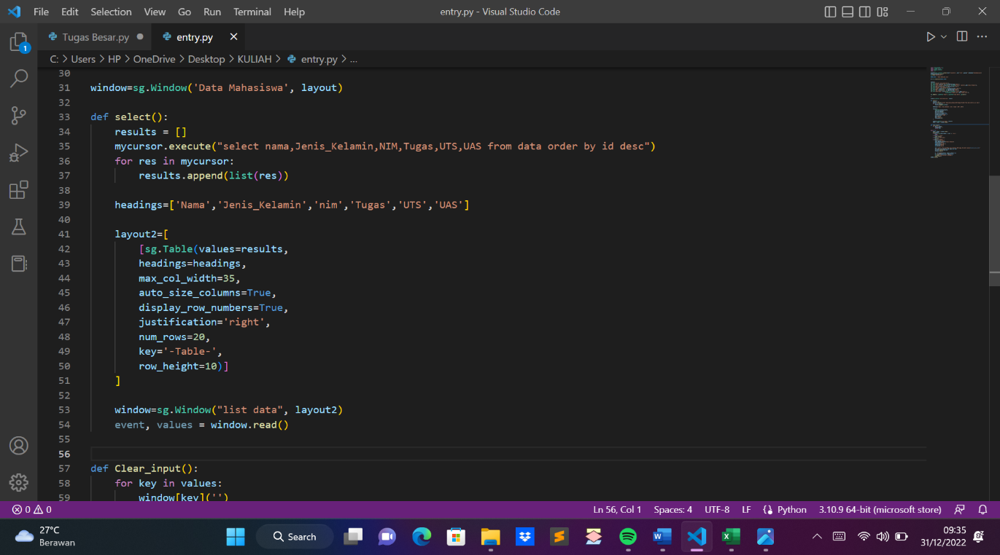 File Edit Selection View Go Run Terminal Help entry.py - Visual Studio Code
Tugas Besar.py entry.py
C: > Users > HP > OneDrive > Desktop > KULIAH > entry.py > ...
1
30
31 window=sg.Window('Data Mahasiswa', layout)
32
33 def select():
34     results = []
35     mycursor.execute("select nama,Jenis_Kelamin,NIM,Tugas,UTS,UAS from data order by id desc")
36     for res in mycursor:
37         results.append(list(res))
38
39     headings=['Nama','Jenis_Kelamin','nim','Tugas','UTS','UAS']
40
41     layout2=[
42         [sg.Table(values=results,
43         headings=headings,
44         max_col_width=35,
45         auto_size_columns=True,
46         display_row_numbers=True,
47         justification='right',
48         num_rows=20,
49         key='-Table-',
50         row_height=10)]
51     ]
52
53     window=sg.Window("list data", layout2)
54     event, values = window.read()
55
56
57 def Clear_input():
58     for key in values:
59         window[key]('')
0 0 Ln 56, Col 1 Spaces: 4 UTF-8 LF Python 3.10.9 64-bit (microsoft store)
27°C
Berawan
Search
09:35
31/12/2022